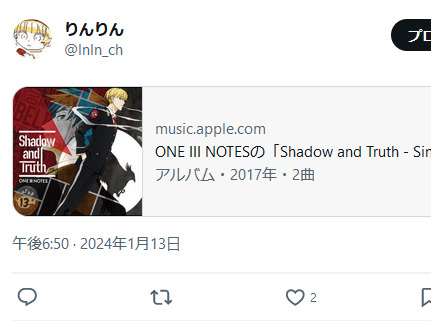 りんりん
プロ
@lnln_ch
Shadow
and
Truth
ONE III NOTES
13
music.apple.com
ONE III NOTESの「Shadow and Truth - Sin
アルバム・2017年・2曲
午後6:50 · 2024年1月13日
2